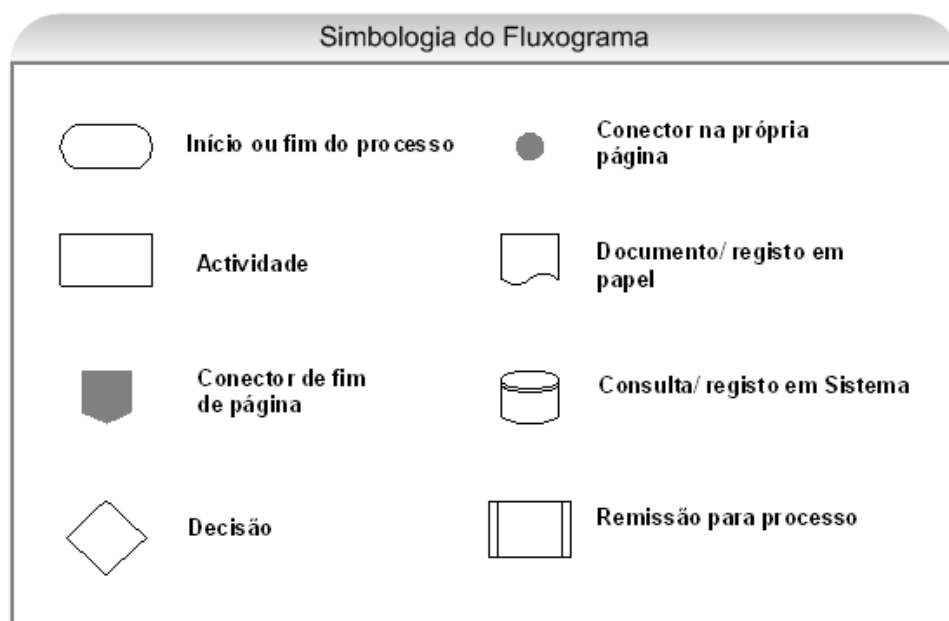 Simbologia do Fluxograma
Início ou fim do processo
Conector na própria
página
Actividade
Documento/ registo em
papel
Conector de fim
de página
Consulta/ registo em Sistema
Decisão
Remissão para processo